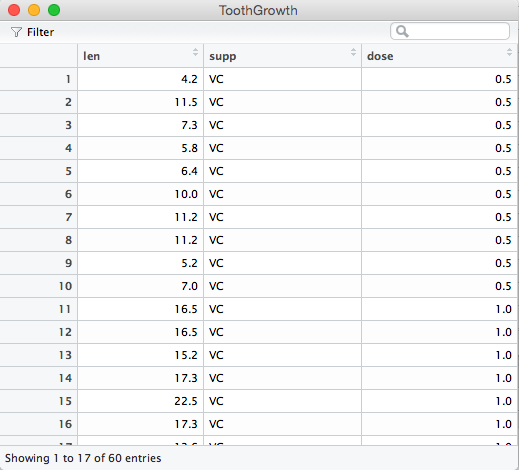 ToothGrowth
Filter
len supp dose
1 4.2 VC 0.5
2 11.5 VC 0.5
3 7.3 VC 0.5
4 5.8 VC 0.5
5 6.4 VC 0.5
6 10.0 VC 0.5
7 11.2 VC 0.5
8 11.2 VC 0.5
9 5.2 VC 0.5
10 7.0 VC 0.5
11 16.5 VC 1.0
12 16.5 VC 1.0
13 15.2 VC 1.0
14 17.3 VC 1.0
15 22.5 VC 1.0
16 17.3 VC 1.0
Showing 1 to 17 of 60 entries